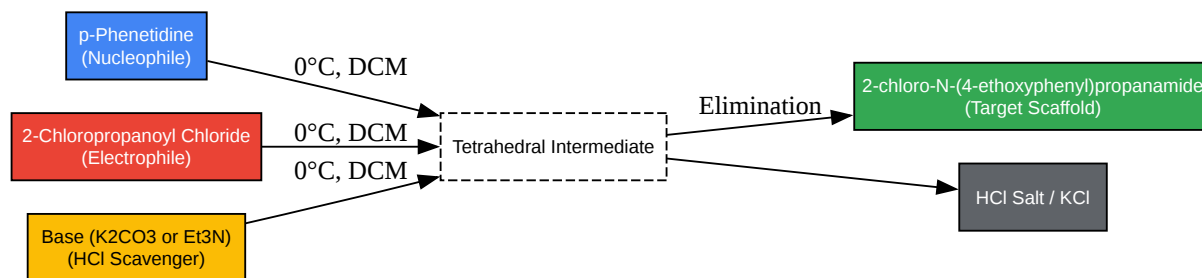 p-Phenetidine
(Nucleophile)
0°C, DCM
2-Chloropropanoyl Chloride
(Electrophile)
0°C, DCM
0°C, DCM
Base (K2CO3 or Et3N)
(HCl Scavenger)
Tetrahedral Intermediate
Elimination
2-chloro-N-(4-ethoxyphenyl)propanamide
(Target Scaffold)
HCl Salt / KCl